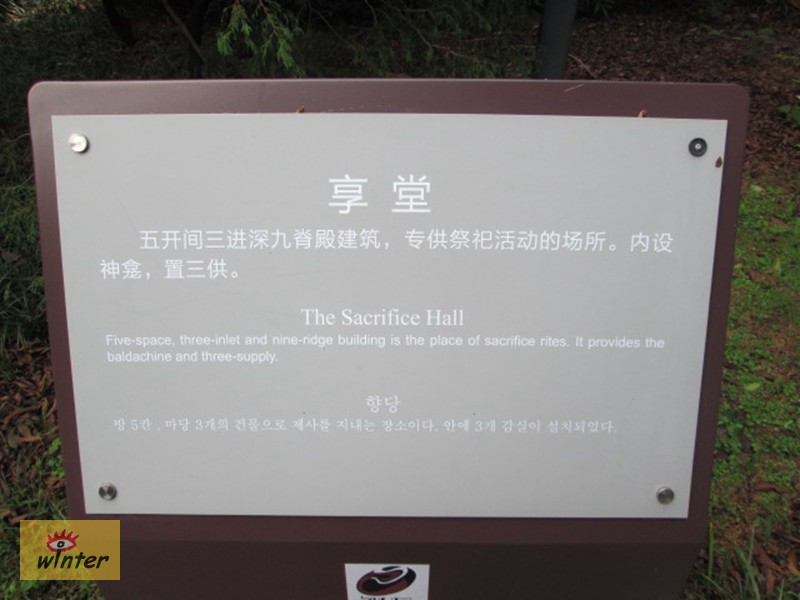 享堂
五开间三进深九脊殿建筑，专供祭祀活动的场所。内设
神龛，置三供。
The Sacrifice Hall
Five-space, three-inlet and nine-ridge building is the place of sacrifice rites. It provides the
baldachine and three-supply.
향당
방 5칸 , 마당 3개의 건물으로 제사를 지내는 장소이다. 안에 3개 감실이 설치되었다.
winter